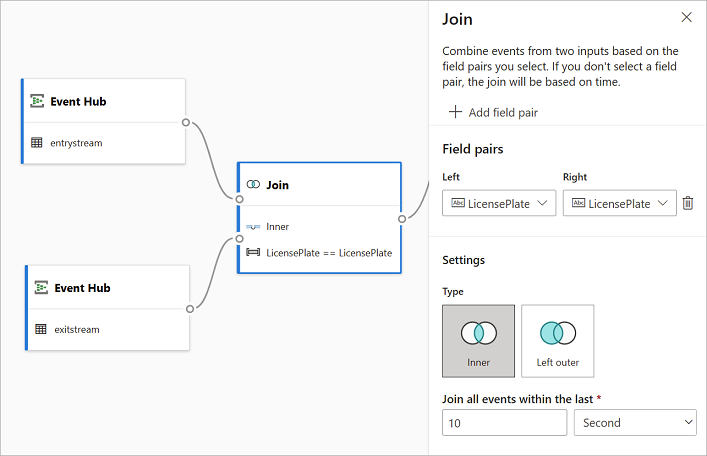 Event Hub
entrystream
Event Hub
exitstream
Join
Inner
LicensePlate == LicensePlate
Join
Combine events from two inputs based on the
field pairs you select. If you don't select a field
pair, the join will be based on time.
Add field pair
Field pairs
Left Right
Abc LicensePlate Abc LicensePlate
Settings
Type
Inner Left outer
Join all events within the last *
10 Second